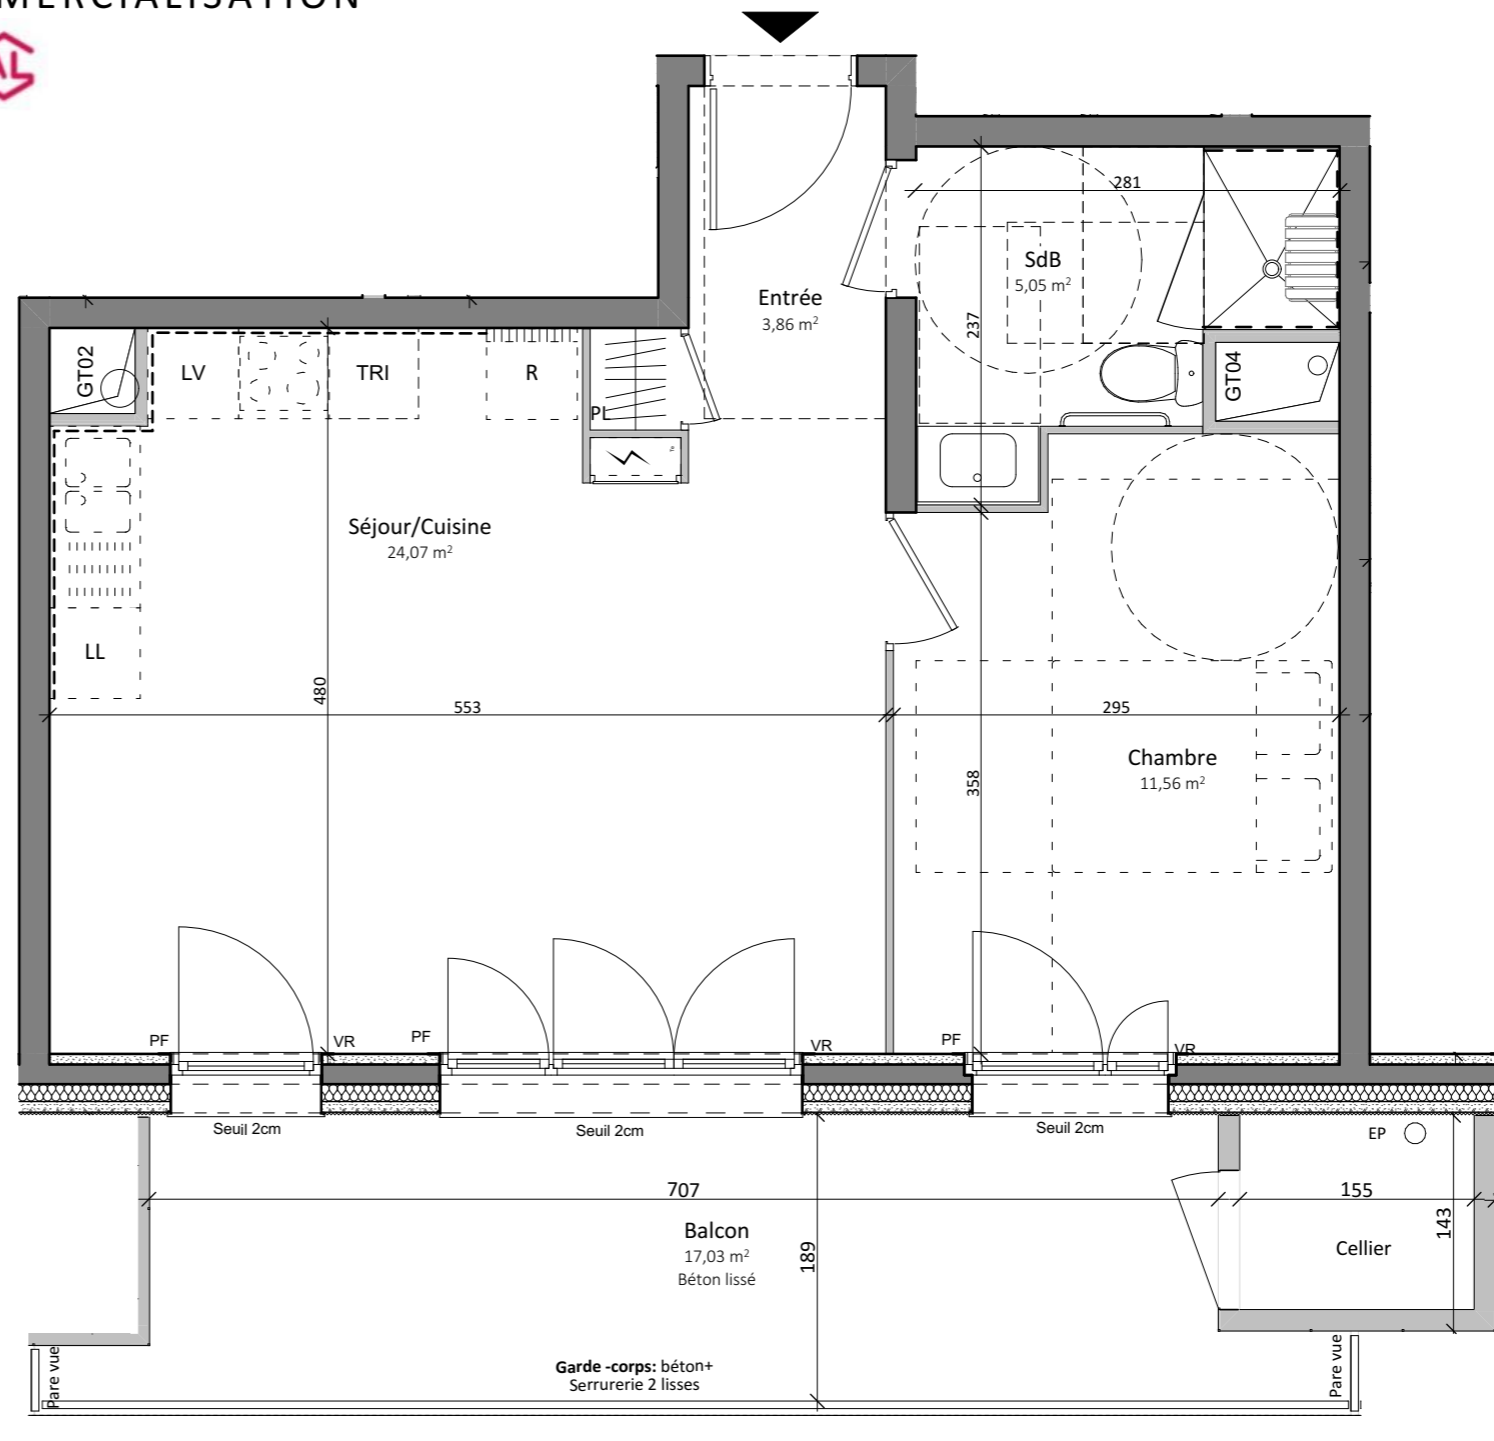 MERCIALISATION
AL
281
SdB
5,05 m²
Entrée
3,86 m²
237
GT02
LV
TRI
R
PL
GT04
Séjour/Cuisine
24,07 m²
LL
480
553
295
Chambre
11,56 m²
358
PF
VR
PF
VR
PF
VR
Seuil 2cm
Seuil 2cm
Seuil 2cm
EP
707
155
143
Balcon
17,03 m²
Béton lissé
189
Cellier
Pare vue
Garde -corps: béton+
Serrurerie 2 lisses
Pare vue